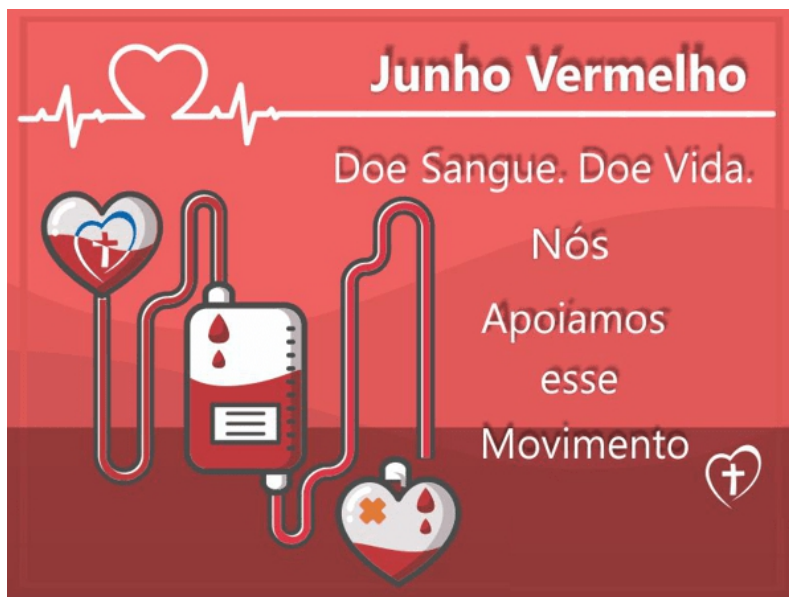 Junho Vermelho
Doe Sangue. Doe Vida.
Nós
Apoiamos
esse
Movimento